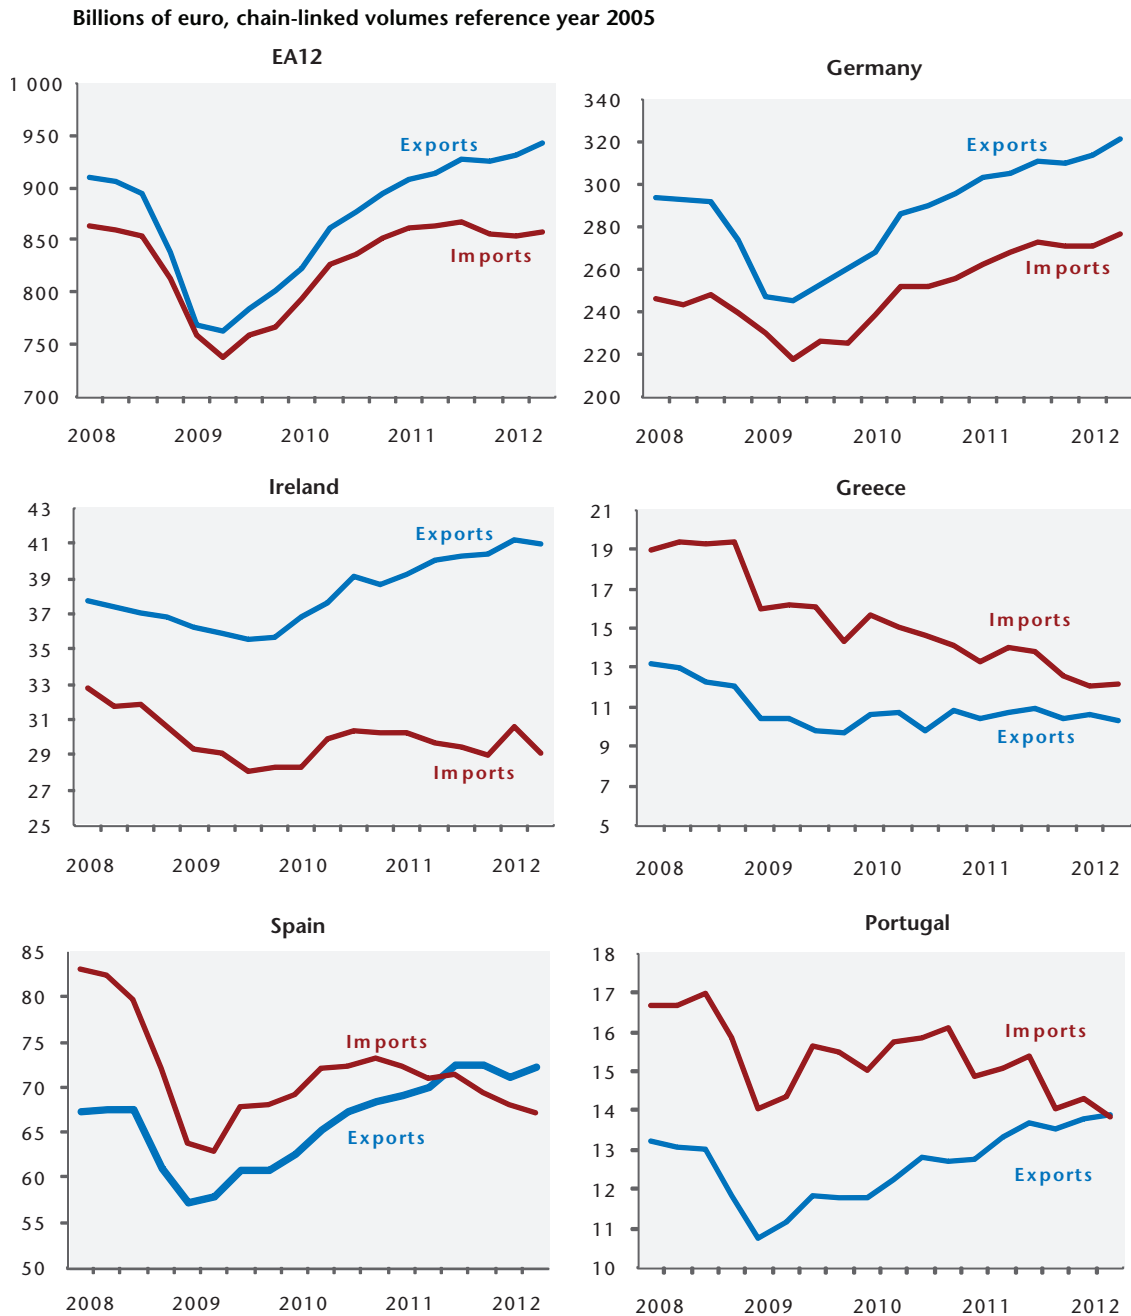 Billions of euro, chain-linked volumes reference year 2005
EA12
1 000
950
900
850
800
750
700
Exports
Imports
2008 2009 2010 2011 2012
Germany
340
320
300
280
260
240
220
200
Exports
Imports
2008 2009 2010 2011 2012
Ireland
43
41
39
37
35
33
31
29
27
25
Exports
Imports
2008 2009 2010 2011 2012
Greece
21
19
17
15
13
11
9
7
5
Imports
Exports
2008 2009 2010 2011 2012
Spain
85
80
75
70
65
60
55
50
Imports
Exports
2008 2009 2010 2011 2012
Portugal
18
17
16
15
14
13
12
11
10
Imports
Exports
2008 2009 2010 2011 2012